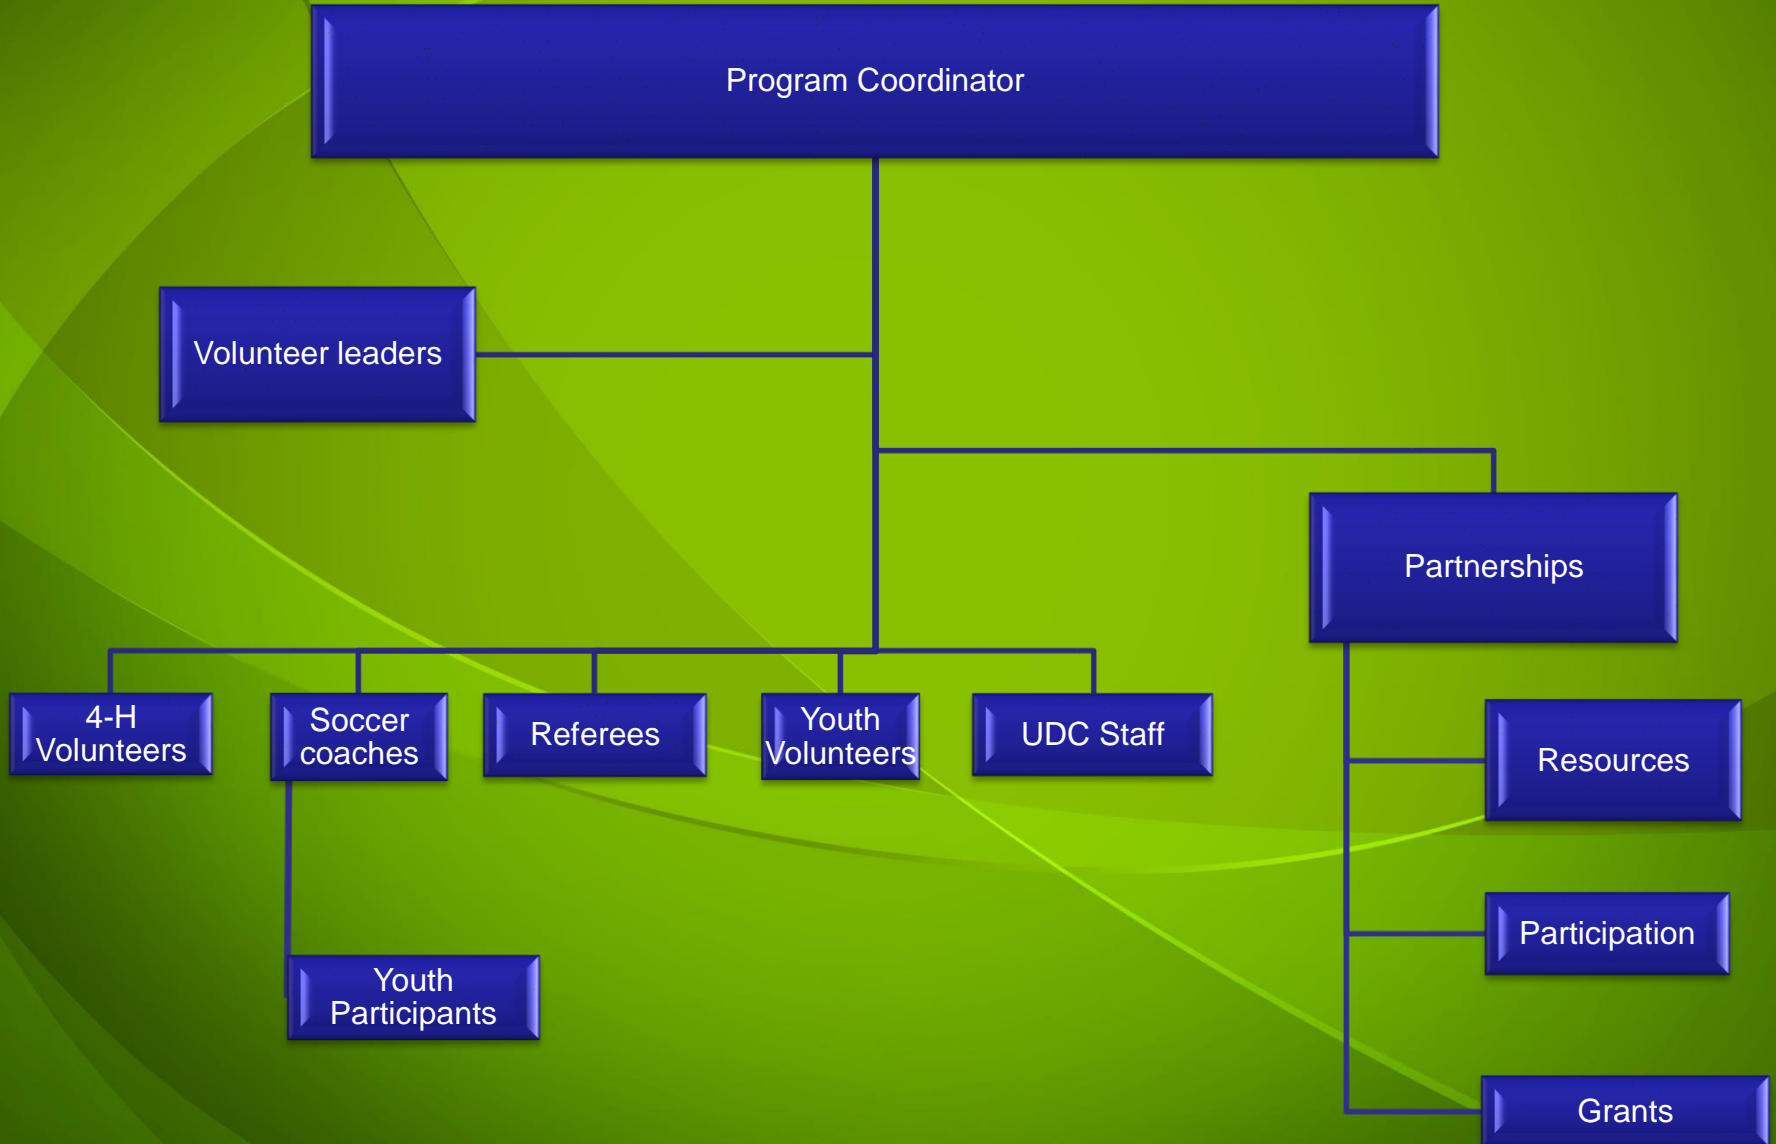 Program Coordinator
Volunteer leaders
Partnerships
4-H
Volunteers
Soccer
coaches
Referees
Youth
Volunteers
UDC Staff
Resources
Participation
Youth
Participants
Grants